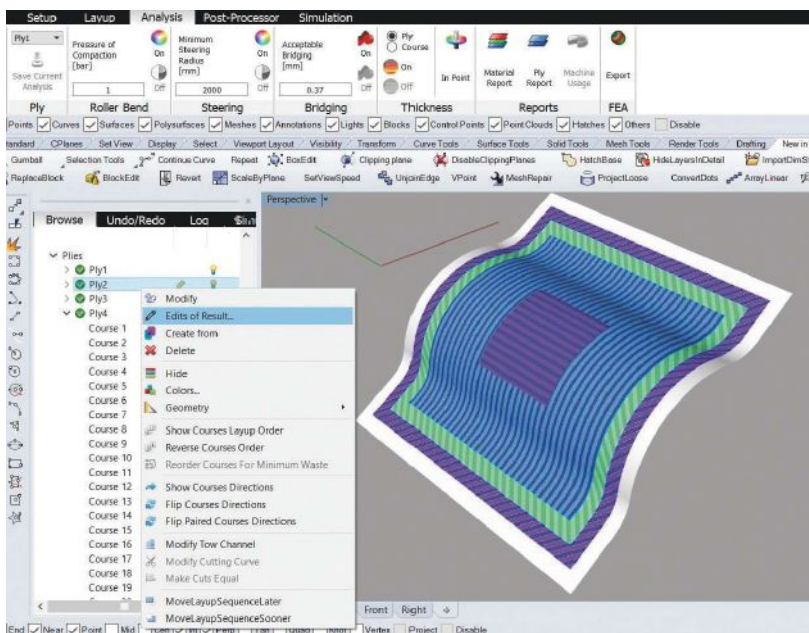 Setup Layup Analysis Post-Processor Simulation
Ply1
Save Current Analysis
Ply
Pressure of Compaction [bar]
On
1
Off
Roller Bend
Minimum Steering Radius [mm]
On
2000
Off
Steering
Acceptable Bridging [mm]
On
0.37
Off
Bridging
Ply
Course
On
Off
In Point
Thickness
Material Report
Ply Report
Machine Usage
Reports
Export
FEA
Points Curves Surfaces Polysurfaces Meshes Annotations Lights Blocks Control Points Point Clouds Hatches Others Disable
tandard CPlanes Set View Display Select Viewport Layout Visibility Transform Curve Tools Surface Tools Solid Tools Mesh Tools Render Tools Drafting New in
Gumball Selection Tools Continue Curve Repeat BoxEdit Clipping plane DisableClippingPlanes HatchBase HideLayersInDetail ImportDimSt
ReplaceBlock BlockEdit Revert ScaleByPlane SetViewSpeed UnjoinEdge VPoint MeshRepair ProjectLoose ConvertDots ArrayLinear
Browse Undo/Redo Log
Perspective
Plies
Ply1
Ply2
Ply3
Ply4
Course 1
Course 2
Course 3
Course 4
Course 5
Course 6
Course 7
Course 8
Course 9
Course 10
Course 11
Course 12
Course 13
Course 14
Course 15
Course 16
Course 17
Course 18
Course 19
Modify
Edits of Result...
Create from
Delete
Hide
Colors...
Geometry
Show Courses Layup Order
Reverse Courses Order
Reorder Courses For Minimum Waste
Show Courses Directions
Flip Courses Directions
Flip Paired Courses Directions
Modify Tow Channel
Modify Cutting Curve
Make Cuts Equal
MoveLayupSequenceLater
MoveLayupSequenceSooner
Front Right
End Near Point Mid Vertex Project Disable